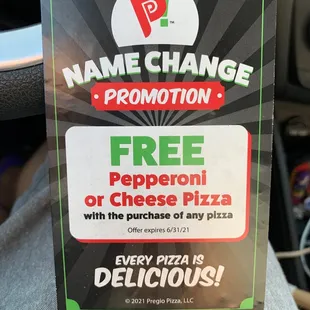 P
NAME CHANGE
• PROMOTION •
FREE
Pepperoni
or Cheese Pizza
with the purchase of any pizza
Offer expires 6/31/21
EVERY PIZZA IS
DELICIOUS!
© 2021 Pregio Pizza, LLC